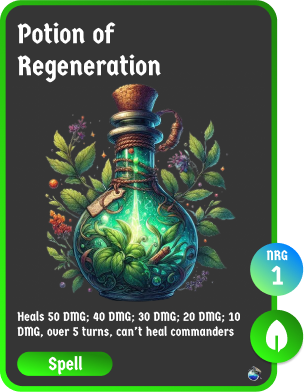 Potion of
Regeneration
NRG
1
Heals 50 DMG; 40 DMG; 30 DMG; 20 DMG; 10
DMG, over 5 turns, can't heal commanders
Spell